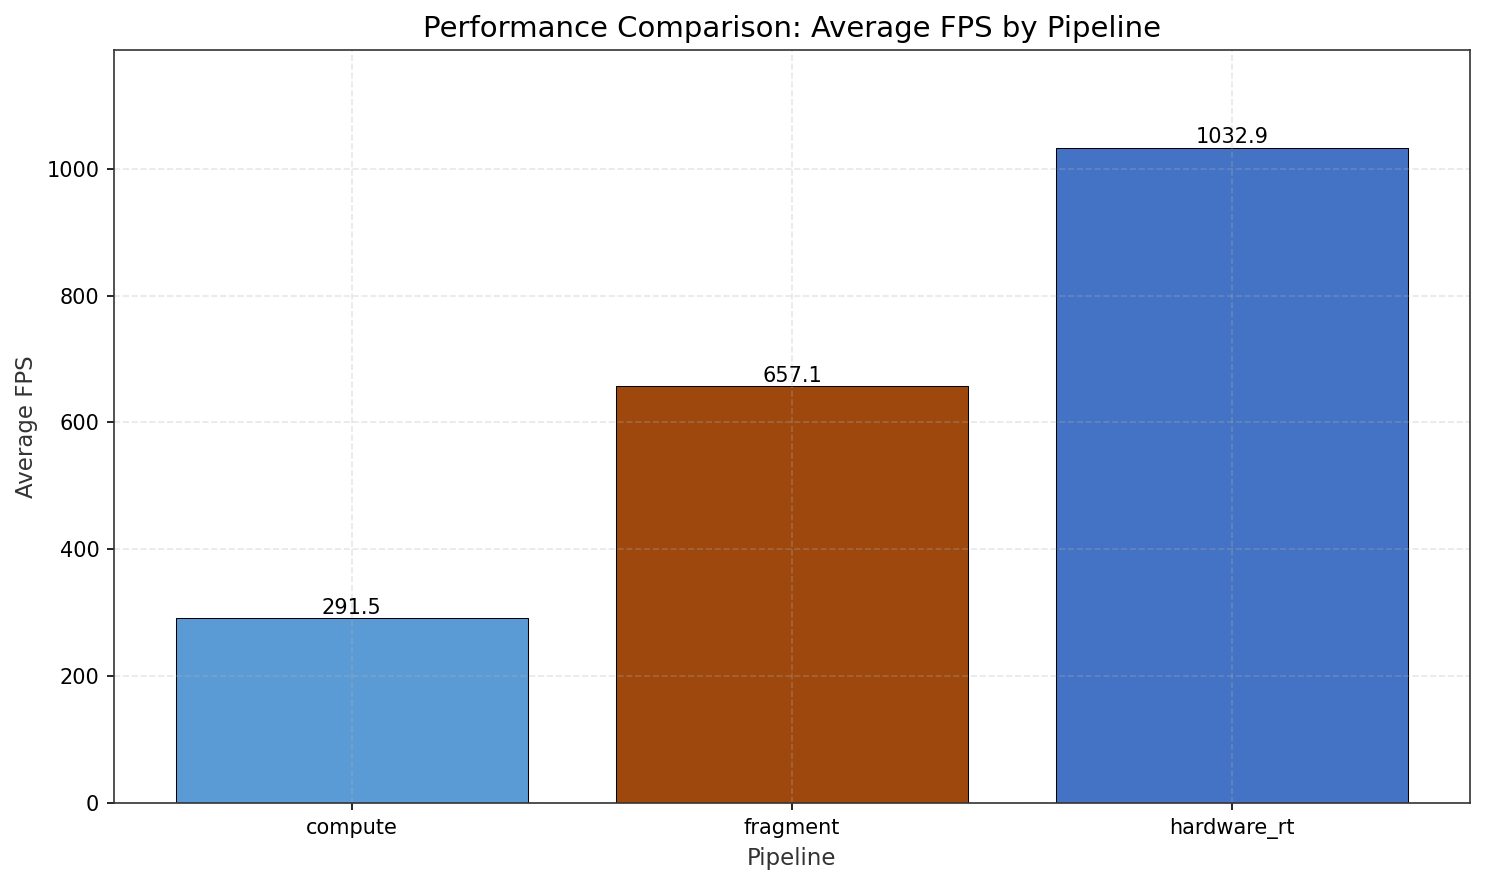 Performance Comparison: Average FPS by Pipeline
1032.9
1000
800
657.1
600
Average FPS
400
291.5
200
0
compute
fragment
hardware_rt
Pipeline